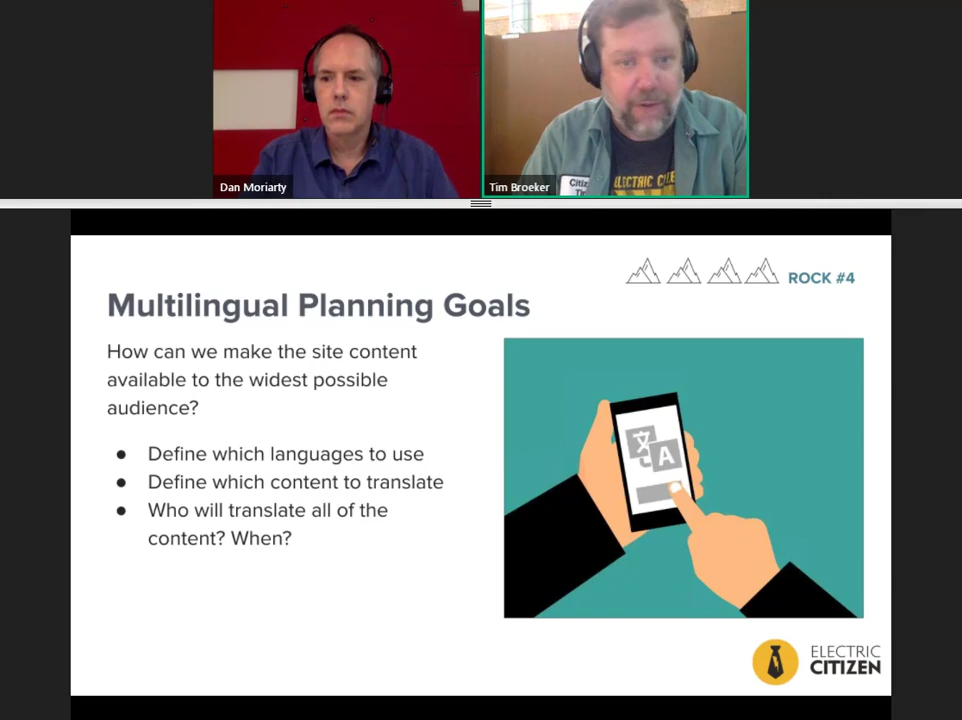 Dan Moriarty
Tim Broeker
ELECTRIC
ROCK #4
Multilingual Planning Goals
How can we make the site content
available to the widest possible
audience?
● Define which languages to use
● Define which content to translate
● Who will translate all of the
content? When?
文
A
ELECTRIC
CITIZEN